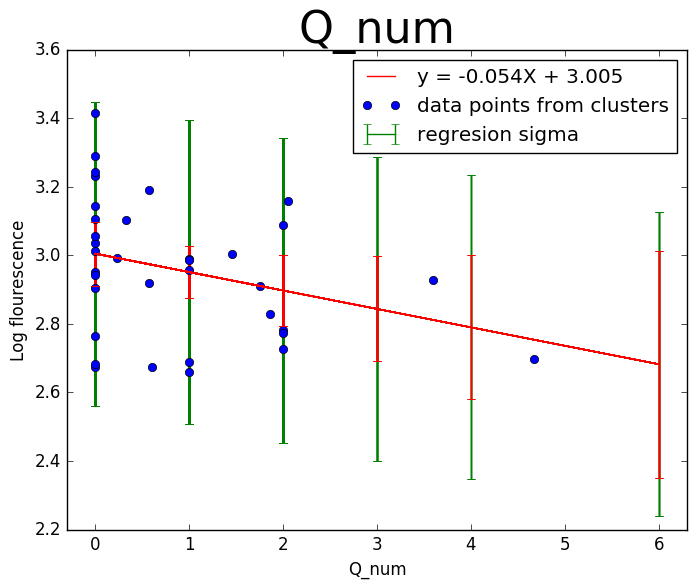 Q_num
y = -0.054X + 3.005
data points from clusters
regresion sigma
3.6
3.4
3.2
3.0
2.8
2.6
2.4
2.2
Log flourescence
0 1 2 3 4 5 6
Q_num